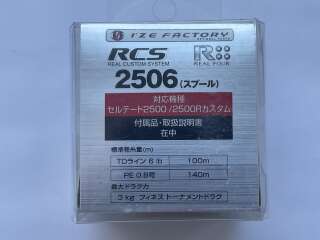 IZE FACTORY
RCS
REAL CUSTOM SYSTEM
R
REAL FOUR
2506 (スプール)
対応機種
セルテート2500/2500Rカスタム
付属品・取扱説明書
在中
標準糸量(m)
TDライン 6 lb 100m
PE 0.8号 140m
最大ドラグ力
3kg フィネス トーナメントドラグ